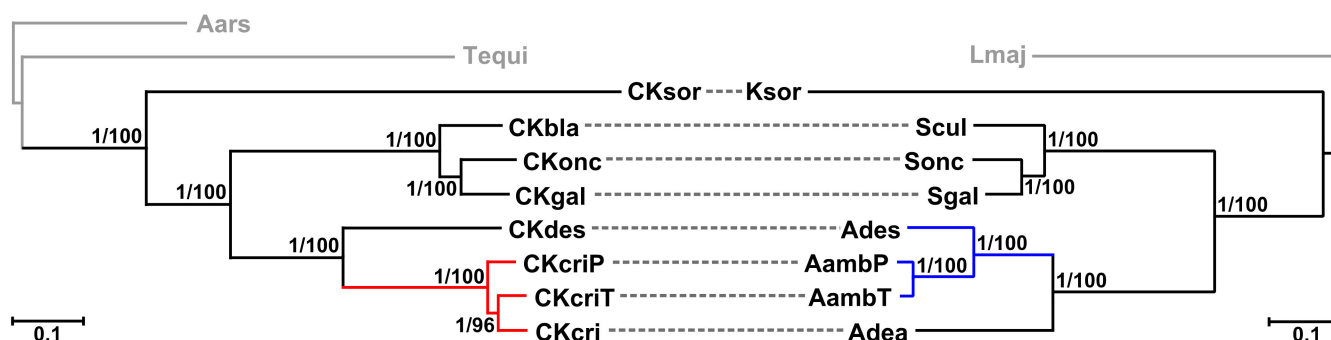 Aars
Tequi Lmaj
CKsor Ksor
1/100 1/100 CKbla Scul 1/100
CKonc Sonc
1/100 1/100 CKgal Sgal 1/100 1/100
CKdes Ades
1/100 1/100
1/100 CKcriP AambP 1/100
1/100
CKcriT AambT
1/96 CKcri Adea
0.1 0.1